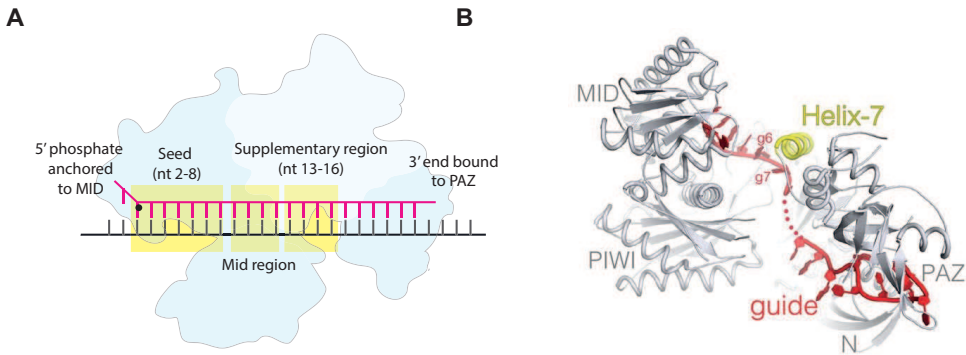 A
5′ phosphate
anchored
to MID
Seed
(nt 2-8)
Supplementary region
(nt 13-16)
3′ end bound
to PAZ
Mid region
B
MID
Helix-7
g6
g7
PIWI
PAZ
guide
N